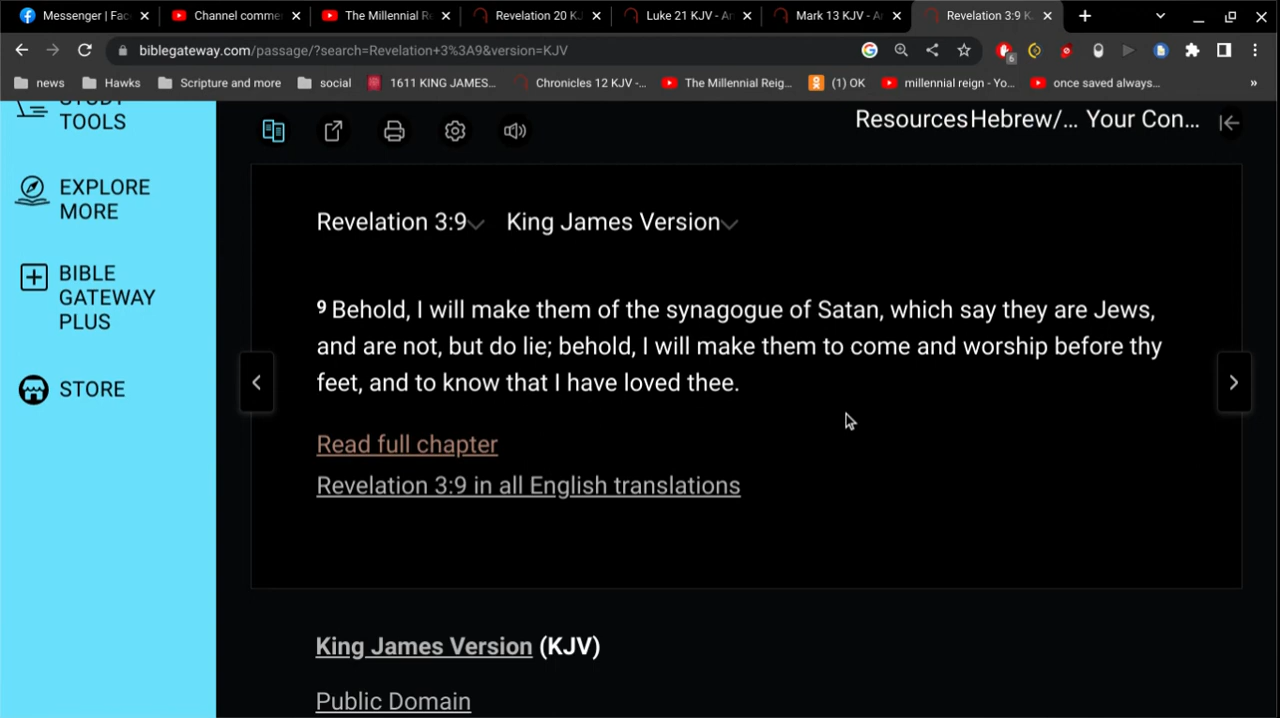 Messenger | Fac
Channel comme
The Millennial Re
Revelation 20 KJ
Luke 21 KJV - A
Mark 13 KJV - A
Revelation 3:9 K
biblegateway.com/passage/?search=Revelation+3%3A9&version=KJV
6
news
Hawks
Scripture and more
social
1611 KING JAMES...
Chronicles 12 KJV -...
The Millennial Reig...
(1) OK
millennial reign - Yo...
once saved always...
»
STUDY
TOOLS
EXPLORE
MORE
BIBLE
GATEWAY
PLUS
STORE
Resources
Hebrew/...
Your Con...
Revelation 3:9
King James Version
9 Behold, I will make them of the synagogue of Satan, which say they are Jews,
and are not, but do lie; behold, I will make them to come and worship before thy
feet, and to know that I have loved thee.
Read full chapter
Revelation 3:9 in all English translations
King James Version (KJV)
Public Domain